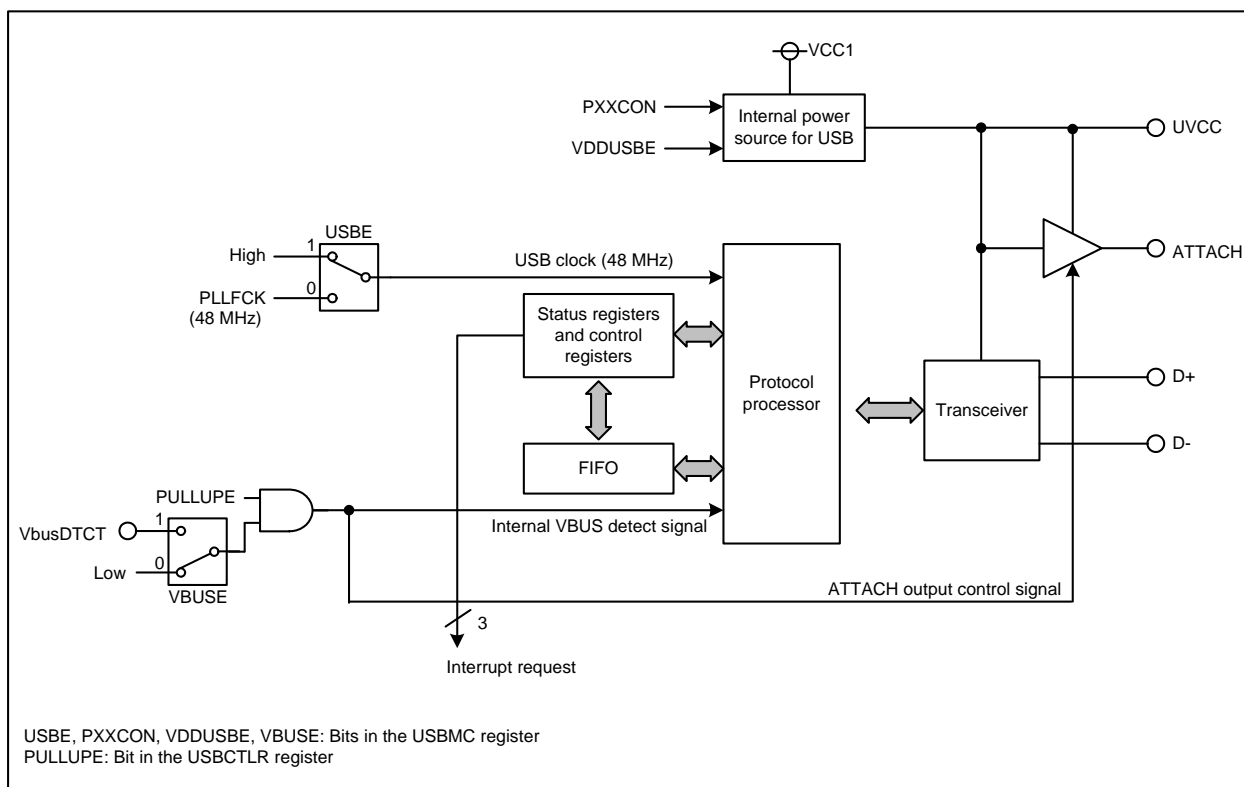 VCC1
PXXCON
VDDUSBE
Internal power
source for USB
UVCC
USBE
High
1
PLLFCK
(48 MHz)
0
USB clock (48 MHz)
ATTACH
Status registers
and control
registers
Protocol
processor
Transceiver
D+
D-
FIFO
PULLUPE
VbusDTCT
1
Low
0
VBUSE
Internal VBUS detect signal
ATTACH output control signal
3
Interrupt request
USBE, PXXCON, VDDUSBE, VBUSE: Bits in the USBMC register
PULLUPE: Bit in the USBCTLR register